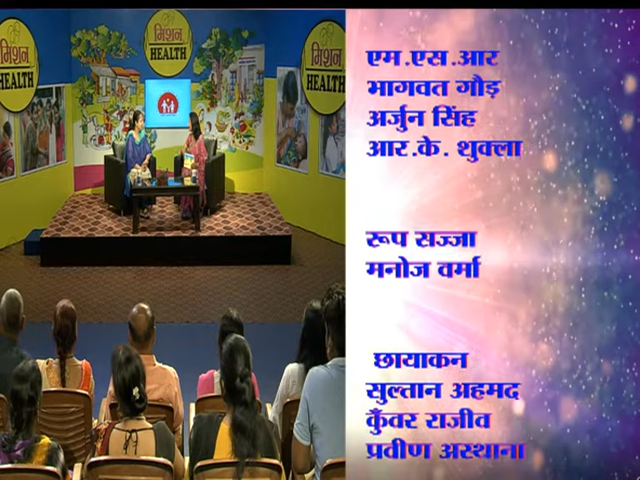 मिशन
HEALTH
मिशन
HEALTH
मिशन
HEALTH
एम.एस.आर
भागवत गौड़
अर्जुन सिंह
आर.के. शुक्ला
रूप सज्जा
मनोज वर्मा
छायाकन
सुल्तान अहमद
कुँवर राजीव
प्रवीण अस्थाना